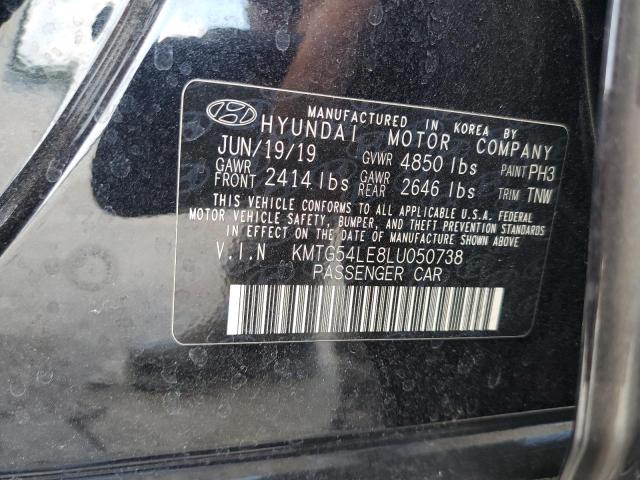 MANUFACTURED IN KOREA BY
HYUNDAI MOTOR COMPANY
JUN/19/19 GVWR 4850 lbs PAINT PH3
GAWR FRONT 2414 lbs GAWR REAR 2646 lbs TRIM TNW
THIS VEHICLE CONFORMS TO ALL APPLICABLE U.S.A. FEDERAL
MOTOR VEHICLE SAFETY, BUMPER, AND THEFT PREVENTION STANDARDS
IN EFFECT ON THE DATE OF MANUFACTURE SHOWN ABOVE.
V.I.N KMTG54LE8LU050738
PASSENGER CAR